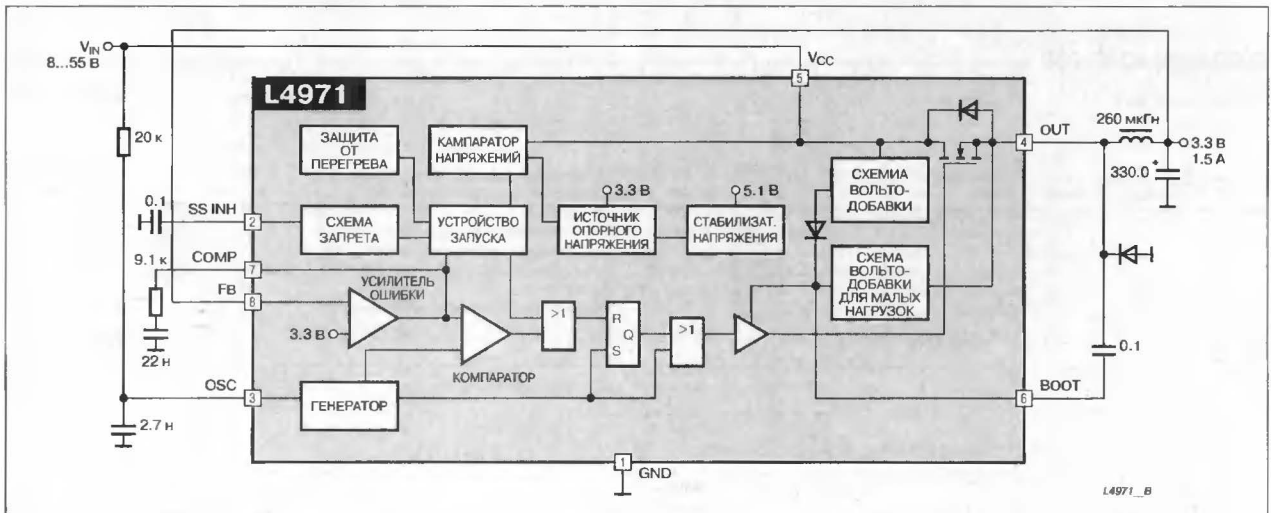 VIN
8...55 В
VCC
5
L4971
20 к
ЗАЩИТА
ОТ
ПЕРЕГРЕВА
КАМПАРАТОР
НАПРЯЖЕНИЙ
OUT
4
260 мкГн
3.3 В
1.5 А
330.0
+
СХЕМИА
ВОЛЬТО-
ДОБАВКИ
3.3 В
5.1 В
0.1
SS INH
2
СХЕМА
ЗАПРЕТА
УСТРОЙСТВО
ЗАПУСКА
ИСТОЧНИК
ОПОРНОГО
НАПРЯЖЕНИЯ
СТАБИЛИЗАТ.
НАПРЯЖЕНИЯ
СХЕМА
ВОЛЬТО-
ДОБАВКИ
ДЛЯ МАЛЫХ
НАГРУЗОК
COMP
7
9.1 к
FB
8
УСИЛИТЕЛЬ
ОШИБКИ
3.3 В
22 н
>1
R
Q
S
>1
КОМПАРАТОР
0.1
OSC
3
ГЕНЕРАТОР
BOOT
6
2.7 н
1
GND
L4971_B